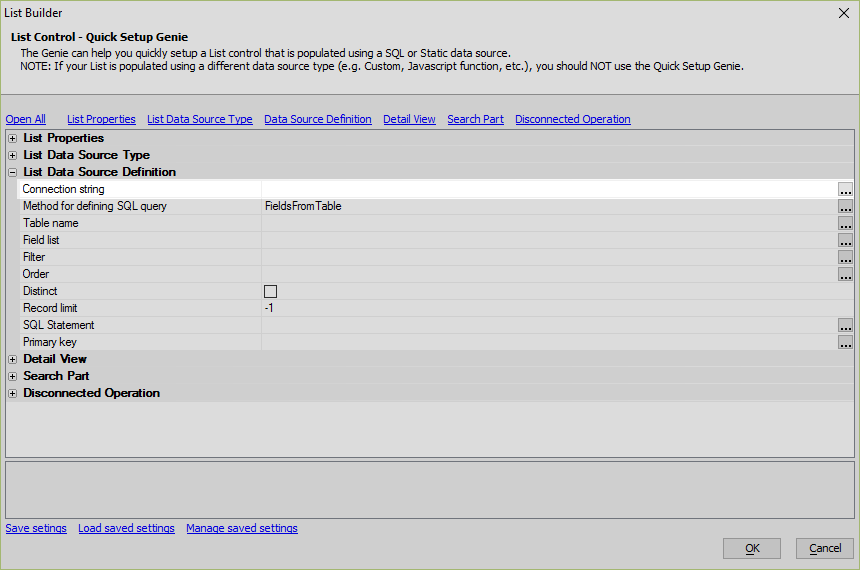 List Builder
List Control - Quick Setup Genie
The Genie can help you quickly setup a List control that is populated using a SQL or Static data source.
NOTE: If your List is populated using a different data source type (e.g. Custom, Javascript function, etc.), you should NOT use the Quick Setup Genie.
Open All List Properties List Data Source Type Data Source Definition Detail View Search Part Disconnected Operation
List Properties
List Data Source Type
List Data Source Definition
Connection string ...
Method for defining SQL query FieldsFromTable ...
Table name ...
Field list ...
Filter ...
Order ...
Distinct
Record limit -1
SQL Statement ...
Primary key ...
Detail View
Search Part
Disconnected Operation
Save setings Load saved settings Manage saved settings
OK Cancel